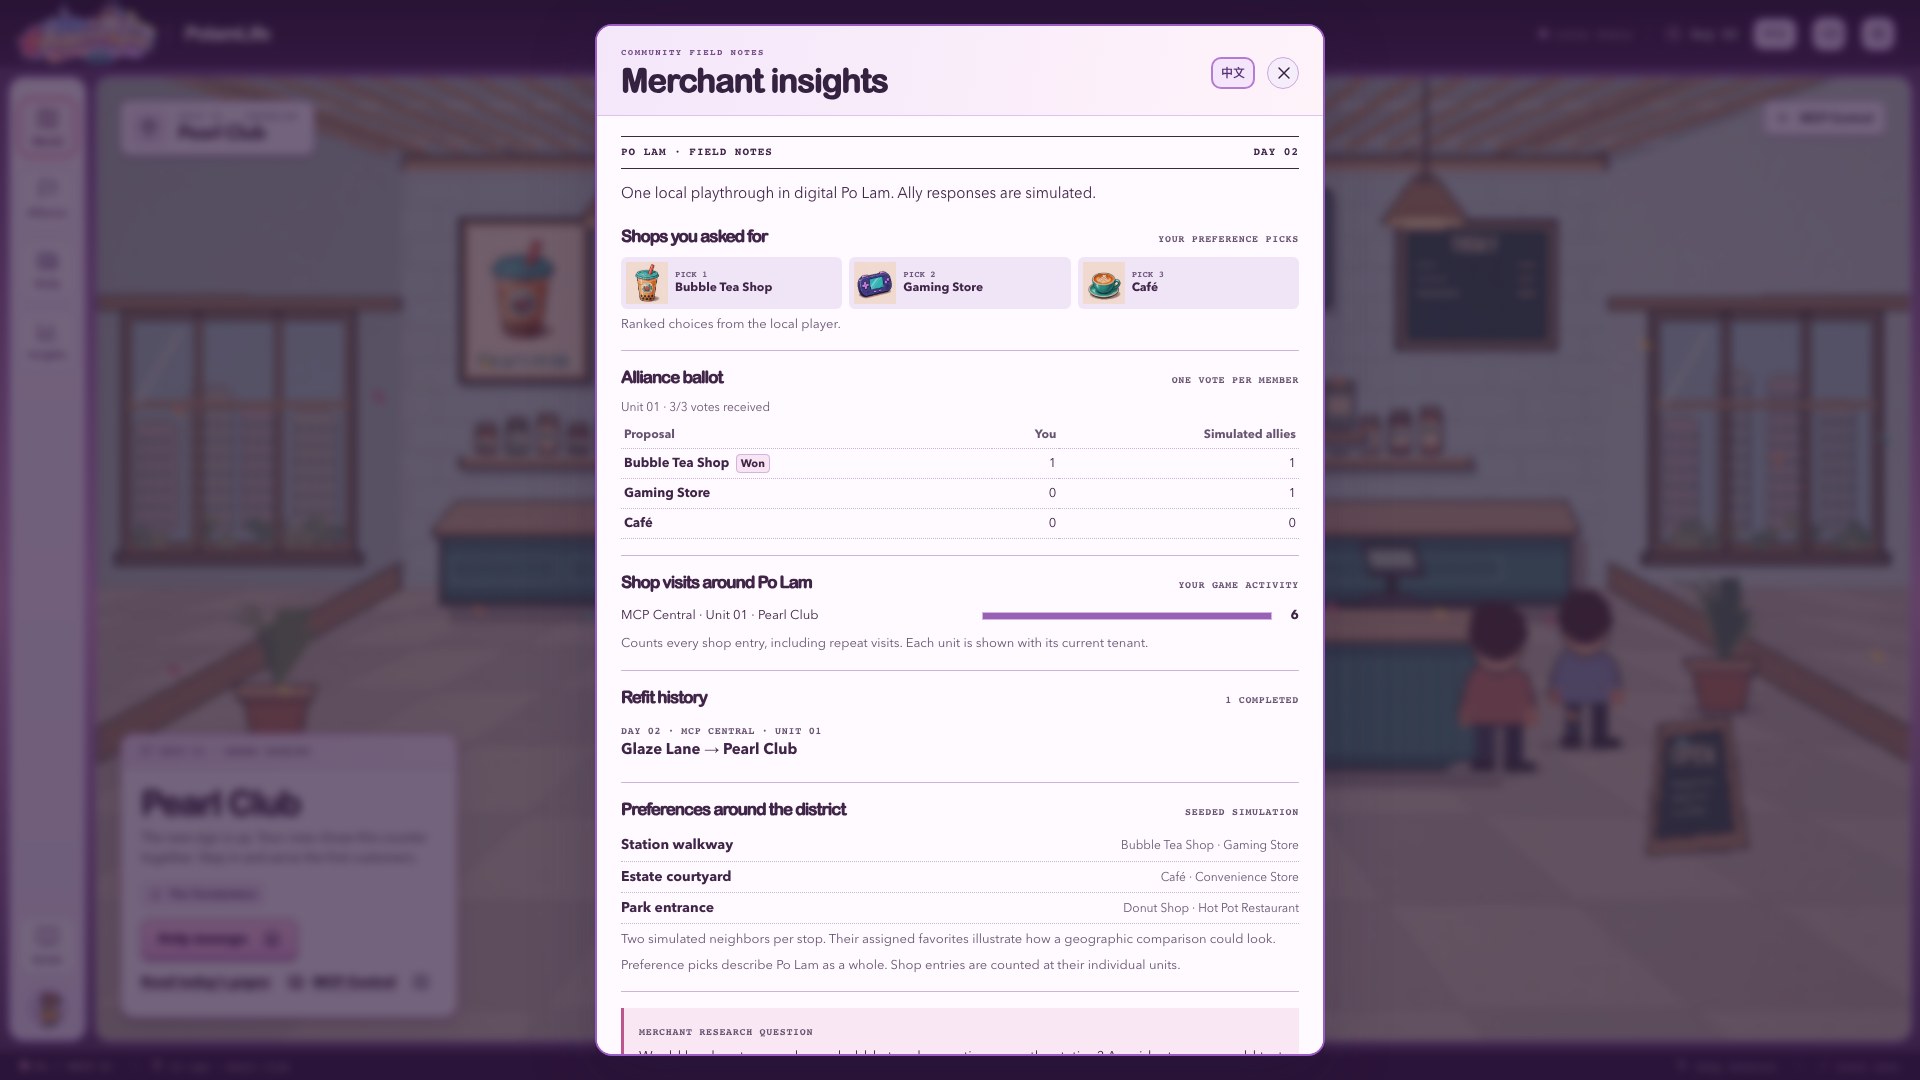 COMMUNITY FIELD NOTES
Merchant insights
中文
PO LAM · FIELD NOTES
DAY 02
One local playthrough in digital Po Lam. Ally responses are simulated.
Shops you asked for
YOUR PREFERENCE PICKS
PICK 1
Bubble Tea Shop
PICK 2
Gaming Store
PICK 3
Café
Ranked choices from the local player.
Alliance ballot
ONE VOTE PER MEMBER
Unit 01 · 3/3 votes received
Proposal You Simulated allies
Bubble Tea Shop Won 1 1
Gaming Store 0 1
Café 0 0
Shop visits around Po Lam
YOUR GAME ACTIVITY
MCP Central · Unit 01 · Pearl Club 6
Counts every shop entry, including repeat visits. Each unit is shown with its current tenant.
Refit history
1 COMPLETED
DAY 02 · MCP CENTRAL · UNIT 01
Glaze Lane → Pearl Club
Preferences around the district
SEEDED SIMULATION
Station walkway Bubble Tea Shop · Gaming Store
Estate courtyard Café · Convenience Store
Park entrance Donut Shop · Hot Pot Restaurant
Two simulated neighbors per stop. Their assigned favorites illustrate how a geographic comparison could look.
Preference picks describe Po Lam as a whole. Shop entries are counted at their individual units.
MERCHANT RESEARCH QUESTION
PolamLife
Pearl Club
Pearl Club